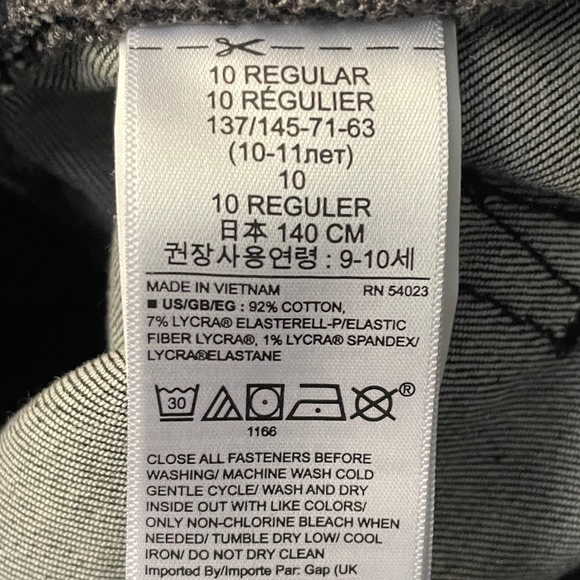 10 REGULAR
10 RÉGULIER
137/145-71-63
(10-11лет)
10
10 REGULER
日本 140 CM
권장사용연령 : 9-10세
MADE IN VIETNAM RN 54023
■ US/GB/EG : 92% COTTON,
7% LYCRA® ELASTERELL-P/ELASTIC
FIBER LYCRA®, 1% LYCRA® SPANDEX/
LYCRA®ELASTANE
30 ®
1166
CLOSE ALL FASTENERS BEFORE
WASHING/ MACHINE WASH COLD
GENTLE CYCLE/ WASH AND DRY
INSIDE OUT WITH LIKE COLORS/
ONLY NON-CHLORINE BLEACH WHEN
NEEDED/ TUMBLE DRY LOW/ COOL
IRON/ DO NOT DRY CLEAN
Imported By/Importe Par: Gap (UK